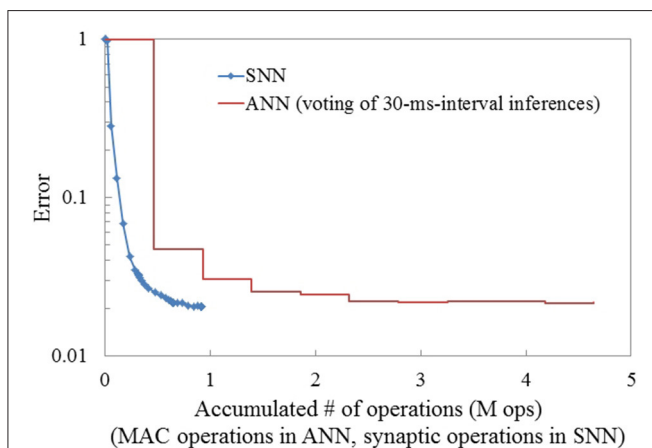 1
SNN
ANN (voting of 30-ms-interval inferences)
0.1
Error
0.01
0 1 2 3 4 5
Accumulated # of operations (M ops)
(MAC operations in ANN, synaptic operations in SNN)